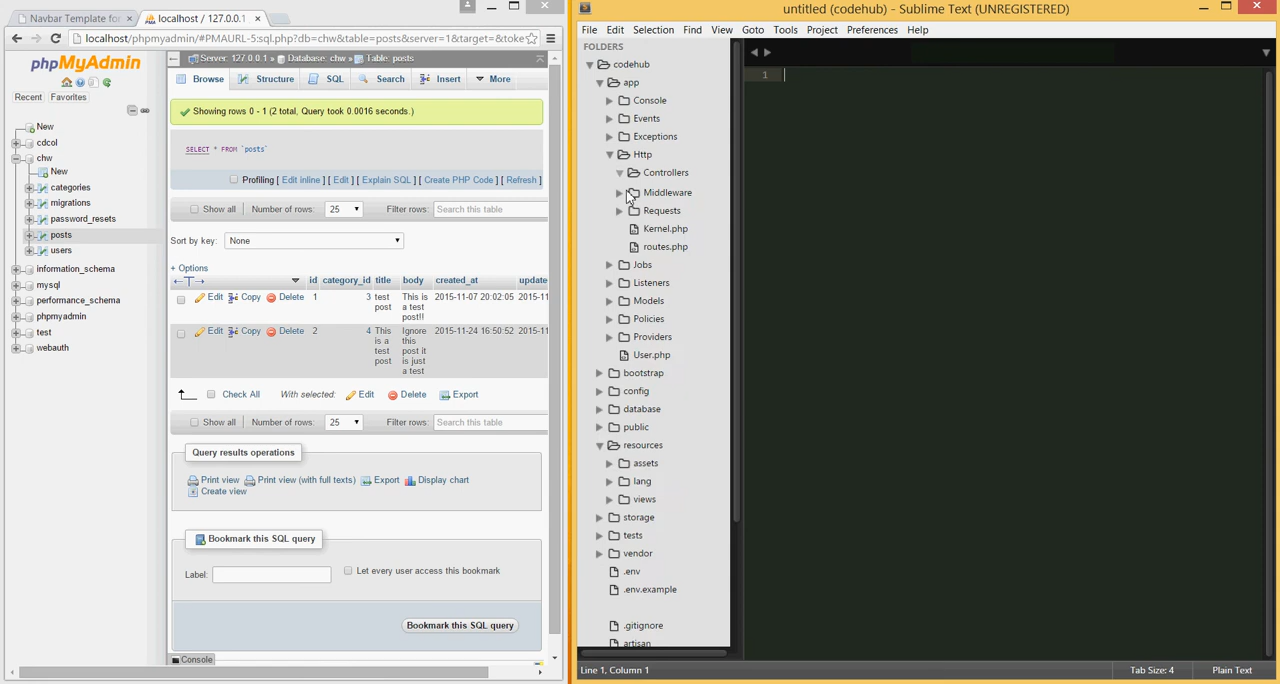 Navbar Template for
localhost / 127.0.0.1
localhost/phpmyadmin/#PMAURL-5:sql.php?db=chw&table=posts&server=1&target=&toke
phpMyAdmin
Recent Favorites
New
cdcol
chw
New
categories
migrations
password_resets
posts
users
information_schema
mysql
performance_schema
phpmyadmin
test
webauth
Server: 127.0.0.1 » Database: chw » Table: posts
Browse Structure SQL Search Insert More
Showing rows 0 - 1 (2 total, Query took 0.0016 seconds.)
SELECT * FROM `posts`
Profiling [ Edit inline ] [ Edit ] [ Explain SQL ] [ Create PHP Code ] [ Refresh ]
Show all Number of rows: 25 Filter rows: Search this table
Sort by key: None
+ Options
←T→ id category_id title body created_at update
Edit Copy Delete 1 3 test post This is a test post!! 2015-11-07 20:02:05 2015-11
Edit Copy Delete 2 4 This is a test post Ignore this post it is just a test 2015-11-24 16:50:52 2015-11
Check All With selected: Edit Delete Export
Show all Number of rows: 25 Filter rows: Search this table
Query results operations
Print view Print view (with full texts) Export Display chart
Create view
Bookmark this SQL query
Label: Let every user access this bookmark
Bookmark this SQL query
Console
untitled (codehub) - Sublime Text (UNREGISTERED)
File Edit Selection Find View Goto Tools Project Preferences Help
FOLDERS
codehub
app
Console
Events
Exceptions
Http
Controllers
Middleware
Requests
Kernel.php
routes.php
Jobs
Listeners
Models
Policies
Providers
User.php
bootstrap
config
database
public
resources
assets
lang
views
storage
tests
vendor
.env
.env.example
.gitignore
artisan
1
Line 1, Column 1 Tab Size: 4 Plain Text